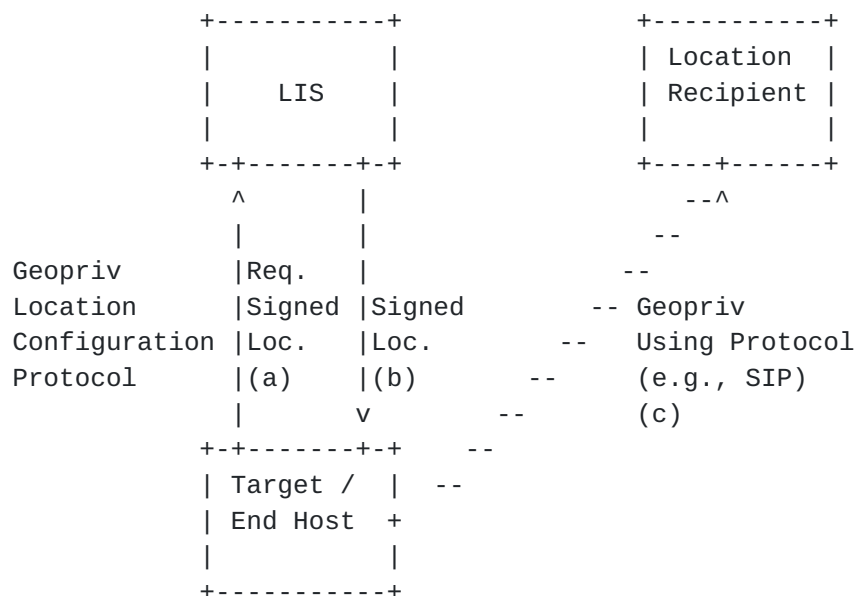 +-----------+                +-----------+
|           |                | Location  |
|    LIS    |                | Recipient |
|           |                |           |
+-+-------+-+                +----+------+
^       |                     --^
|       |                   --
Geopriv       |Req.   |                 --
Location      |Signed |Signed         -- Geopriv
Configuration |Loc.   |Loc.         --   Using Protocol
Protocol      |(a)    |(b)        --     (e.g., SIP)
|       v         --       (c)
+-+-------+-+     --
| Target /  |  --
| End Host  +
|           |
+-----------+